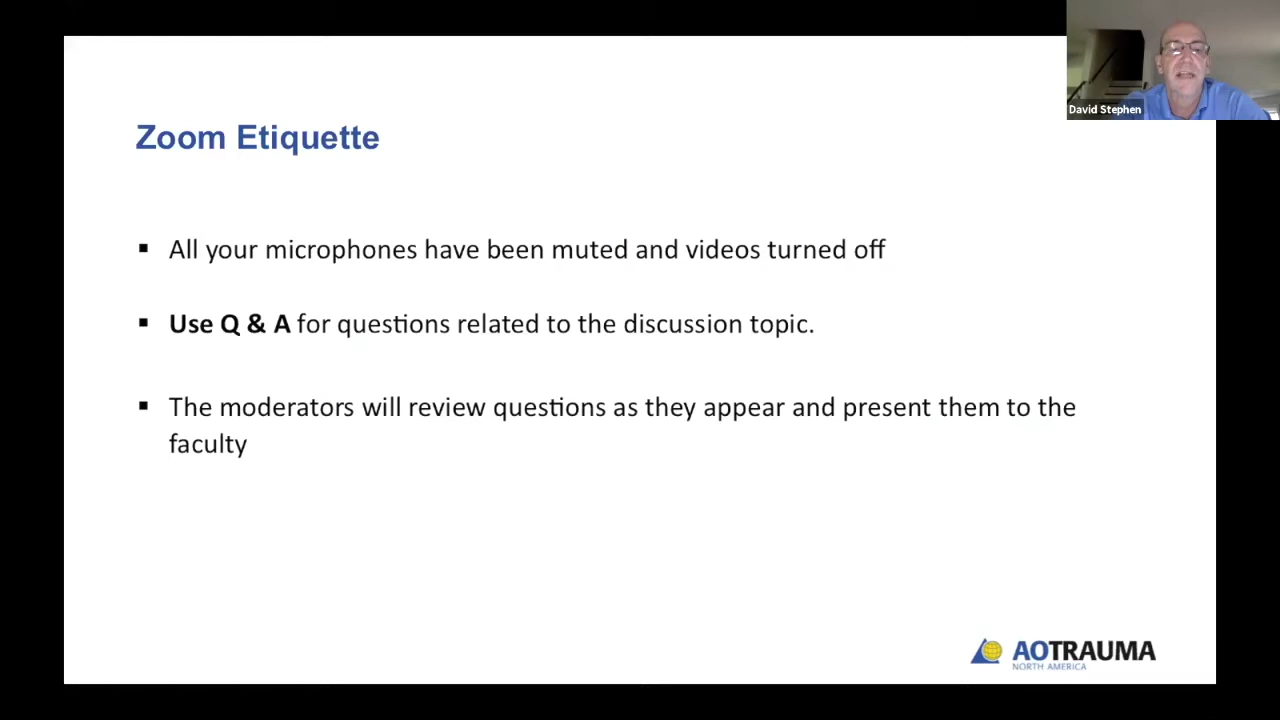 David Stephen
Zoom Etiquette
▪ All your microphones have been muted and videos turned off
▪ Use Q & A for questions related to the discussion topic.
▪ The moderators will review questions as they appear and present them to the
faculty
AOTRAUMA
NORTH AMERICA